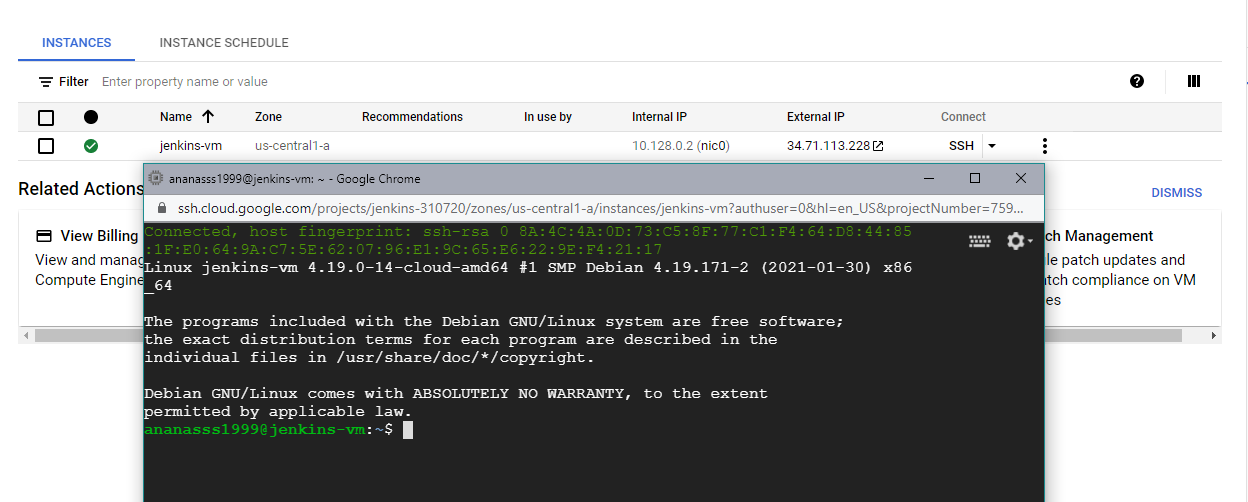 INSTANCES INSTANCE SCHEDULE
Filter Enter property name or value
Name Zone Recommendations In use by Internal IP External IP Connect
jenkins-vm us-central1-a 10.128.0.2 (nic0) 34.71.113.228 SSH
Related Actions
DISMISS
ananasss1999@jenkins-vm: ~ - Google Chrome
ssh.cloud.google.com/projects/jenkins-310720/zones/us-central1-a/instances/jenkins-vm?authuser=0&hl=en_US&projectNumber=759...
Connected, host fingerprint: ssh-rsa 0 8A:4C:4A:0D:73:C5:8F:77:C1:F4:64:D8:44:85
:1F:E0:64:9A:C7:5E:62:07:96:E1:9C:65:E6:22:9E:F4:21:17
Linux jenkins-vm 4.19.0-14-cloud-amd64 #1 SMP Debian 4.19.171-2 (2021-01-30) x86
_64
The programs included with the Debian GNU/Linux system are free software;
the exact distribution terms for each program are described in the
individual files in /usr/share/doc/*/copyright.
Debian GNU/Linux comes with ABSOLUTELY NO WARRANTY, to the extent
permitted by applicable law.
ananasss1999@jenkins-vm:~$
View Billing
View and manag
Compute Engine
ch Management
le patch updates and
tch compliance on VM
es